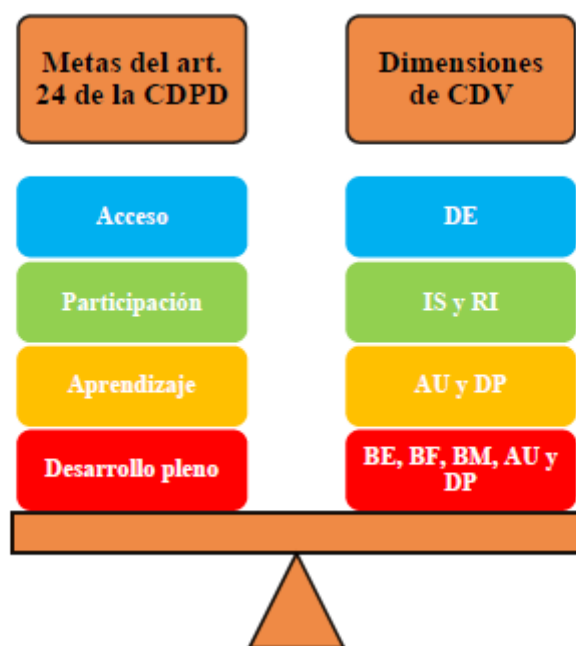 Metas del art.
24 de la CDPD
Dimensiones
de CDV
Acceso
DE
Participación
IS y RI
Aprendizaje
AU y DP
Desarrollo pleno
BE, BF, BM, AU y
DP